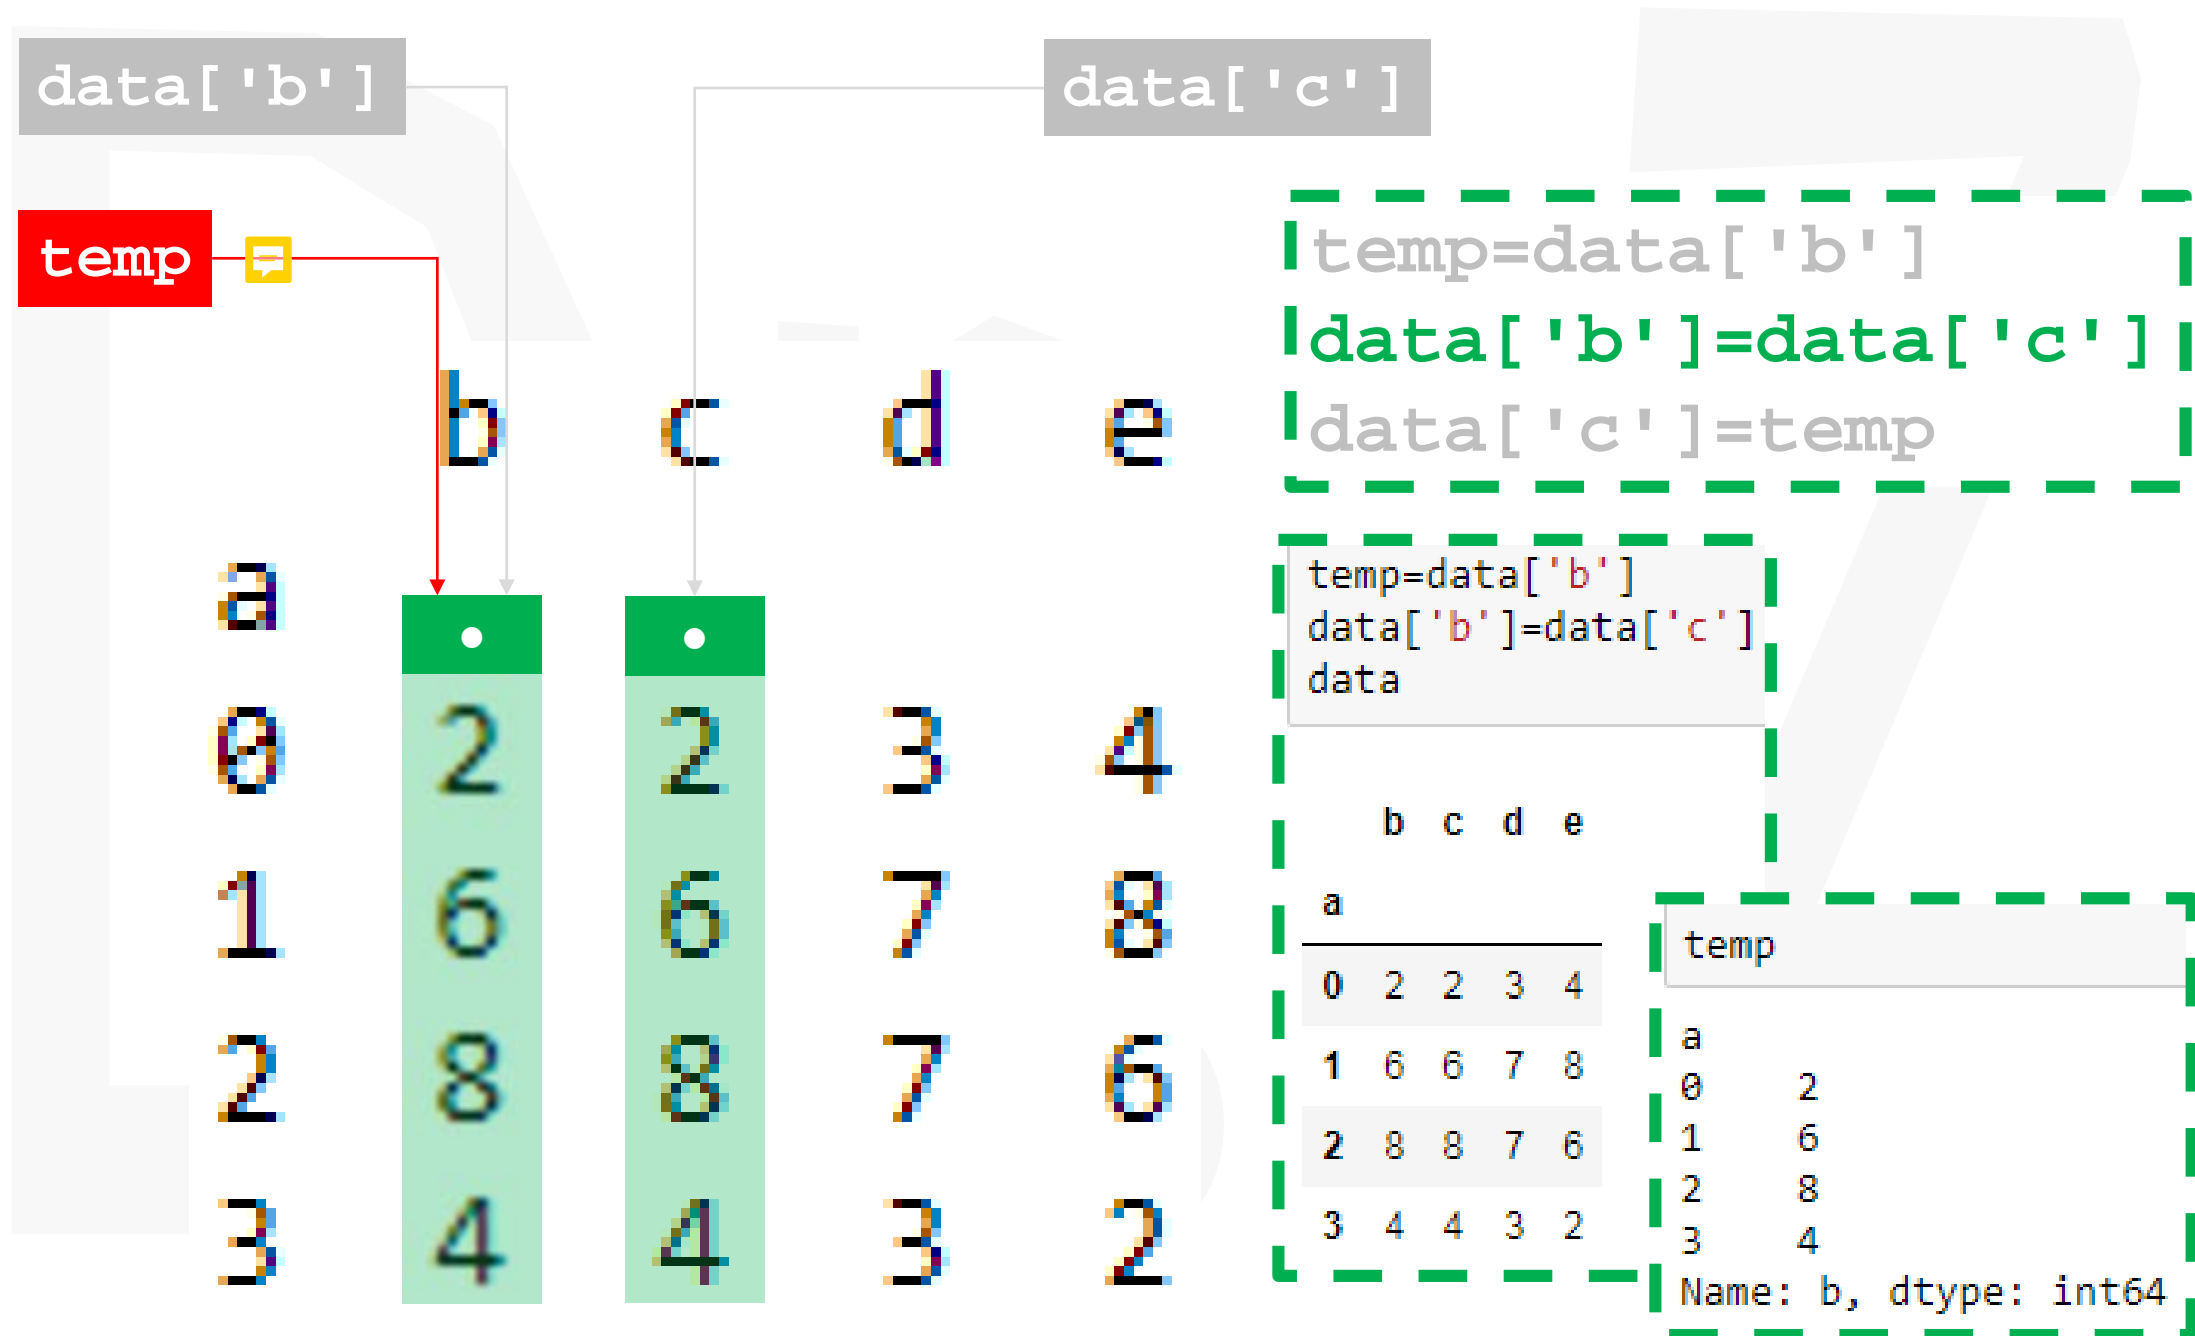 data['b']
data['c']
temp
temp=data['b']
data['b']=data['c']
data['c']=temp
b c d e
a
0 2 2 3 4
1 6 6 7 8
2 8 8 7 6
3 4 4 3 2
temp=data['b']
data['b']=data['c']
data
b c d e
a
0 2 2 3 4
1 6 6 7 8
2 8 8 7 6
3 4 4 3 2
temp
a
0 2
1 6
2 8
3 4
Name: b, dtype: int64